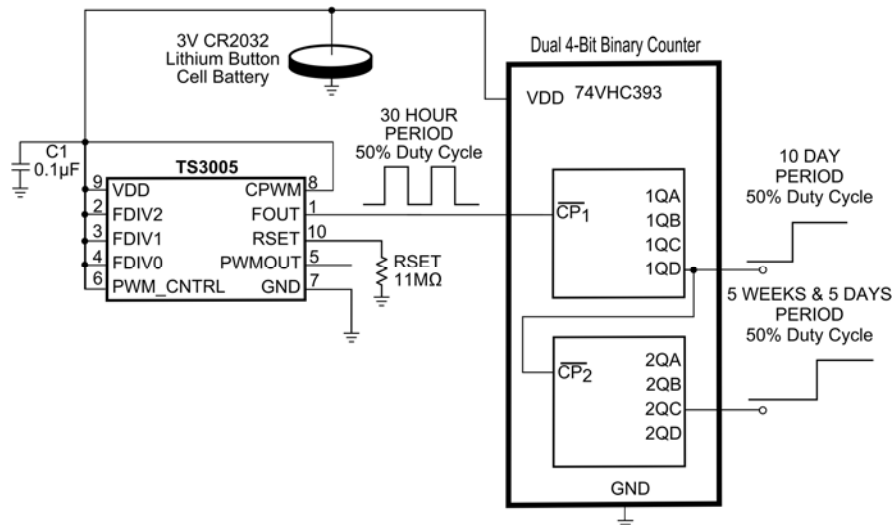 3V CR2032
Lithium Button
Cell Battery
Dual 4-Bit Binary Counter
VDD 74VHC393
30 HOUR
PERIOD
50% Duty Cycle
C1
0.1µF
TS3005
9 VDD
2 FDIV2
3 FDIV1
4 FDIV0
6 PWM_CNTRL
CPWM 8
FOUT 1
RSET 10
PWMOUT 5
GND 7
RSET
11MΩ
CP1
1QA
1QB
1QC
1QD
10 DAY
PERIOD
50% Duty Cycle
5 WEEKS & 5 DAYS
PERIOD
50% Duty Cycle
CP2
2QA
2QB
2QC
2QD
GND